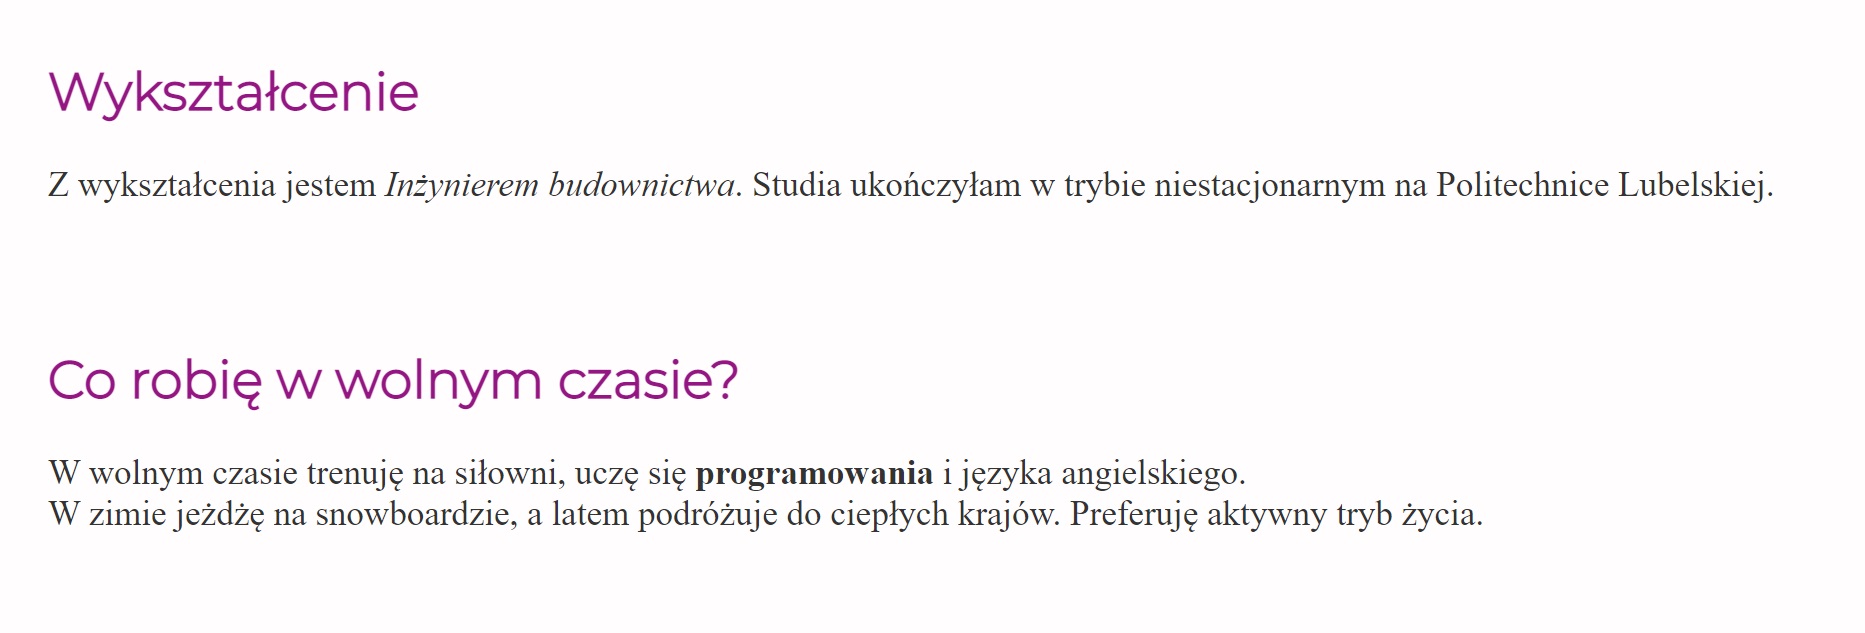 Wykształcenie
Z wykształcenia jestem Inżynierem budownictwa. Studia ukończyłam w trybie niestacjonarnym na Politechnice Lubelskiej.
Co robię w wolnym czasie?
W wolnym czasie trenuję na siłowni, uczę się programowania i języka angielskiego.
W zimie jeżdżę na snowboardzie, a latem podróżuje do ciepłych krajów. Preferuję aktywny tryb życia.